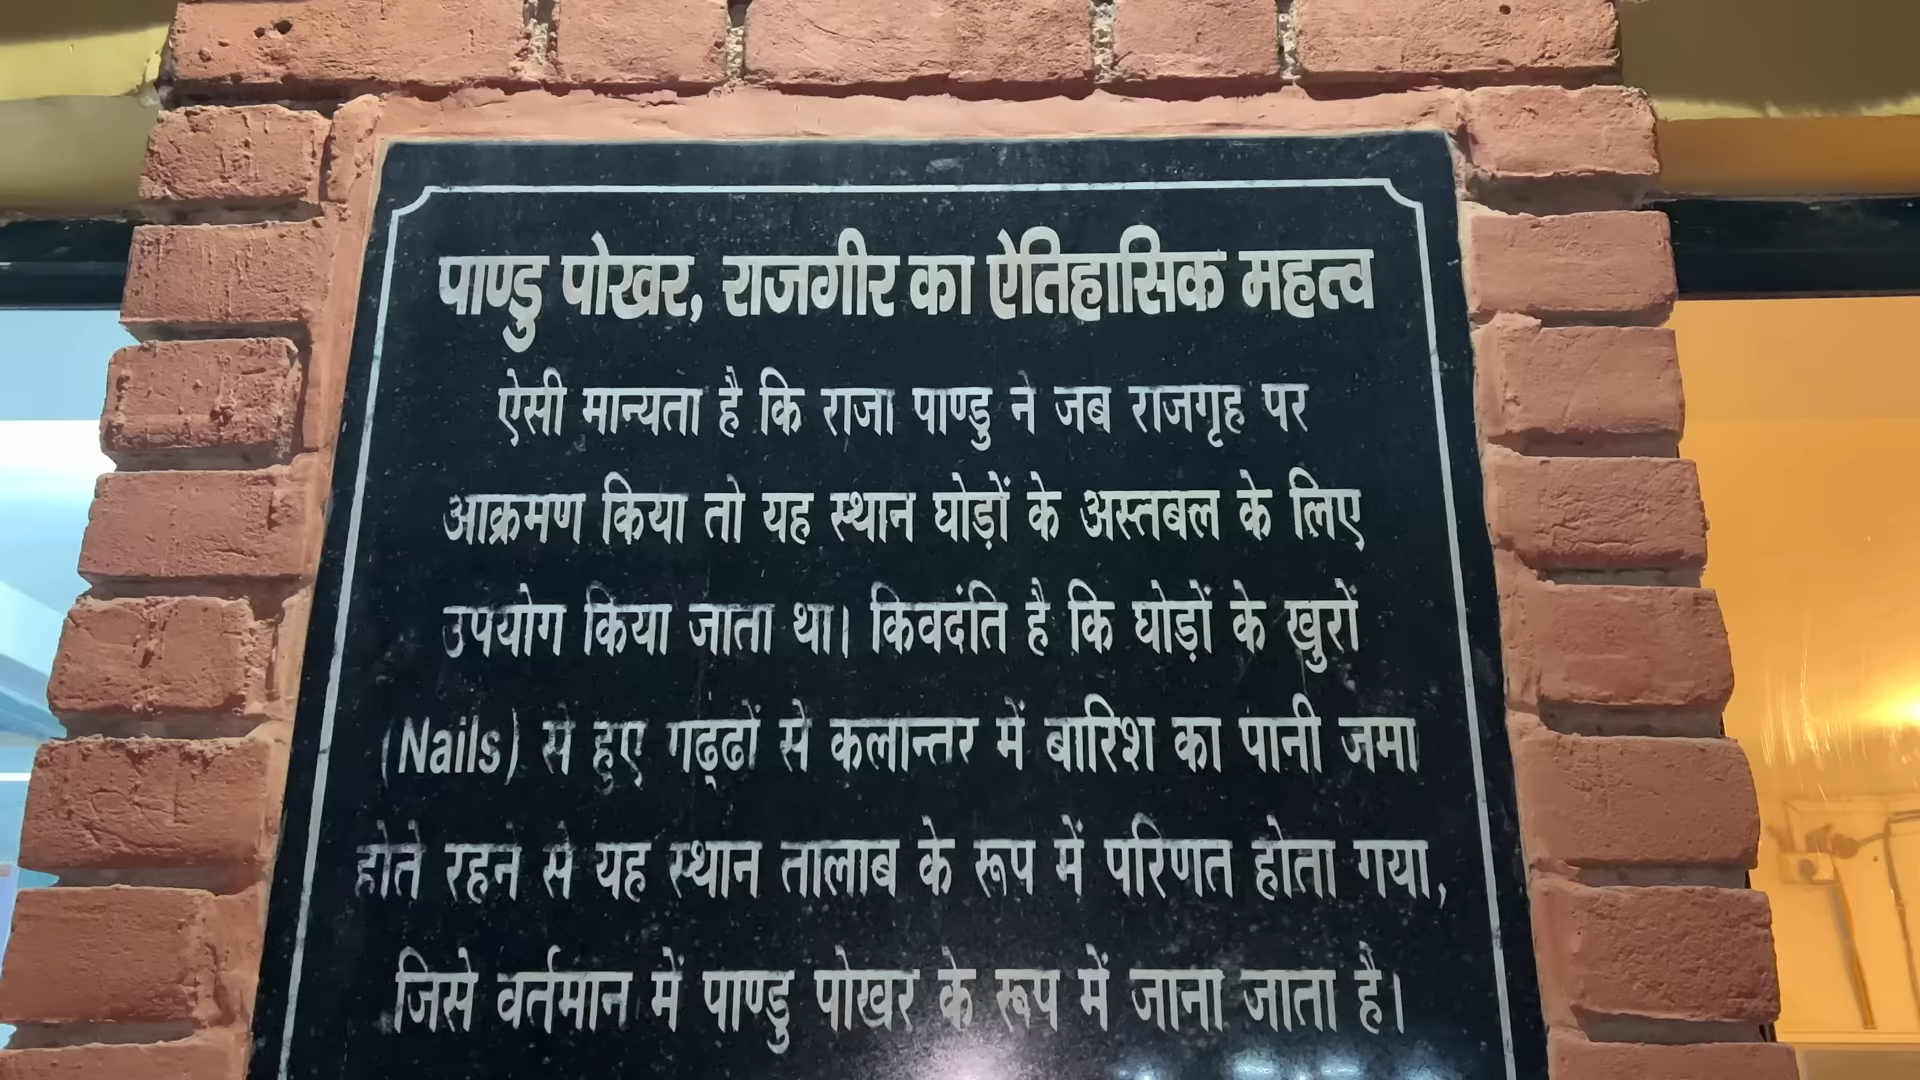 पाण्डु पोखर, राजगीर का ऐतिहासिक महत्व
ऐसी मान्यता है कि राजा पाण्डु ने जब राजगृह पर
आक्रमण किया तो यह स्थान घोड़ों के अस्तबल के लिए
उपयोग किया जाता था। किवदंति है कि घोड़ों के खुरों
(Nails) से हुए गढ्ढों से कलान्तर में बारिश का पानी जमा
होते रहने से यह स्थान तालाब के रूप में परिणत होता गया,
जिसे वर्तमान में पाण्डु पोखर के रूप में जाना जाता है।